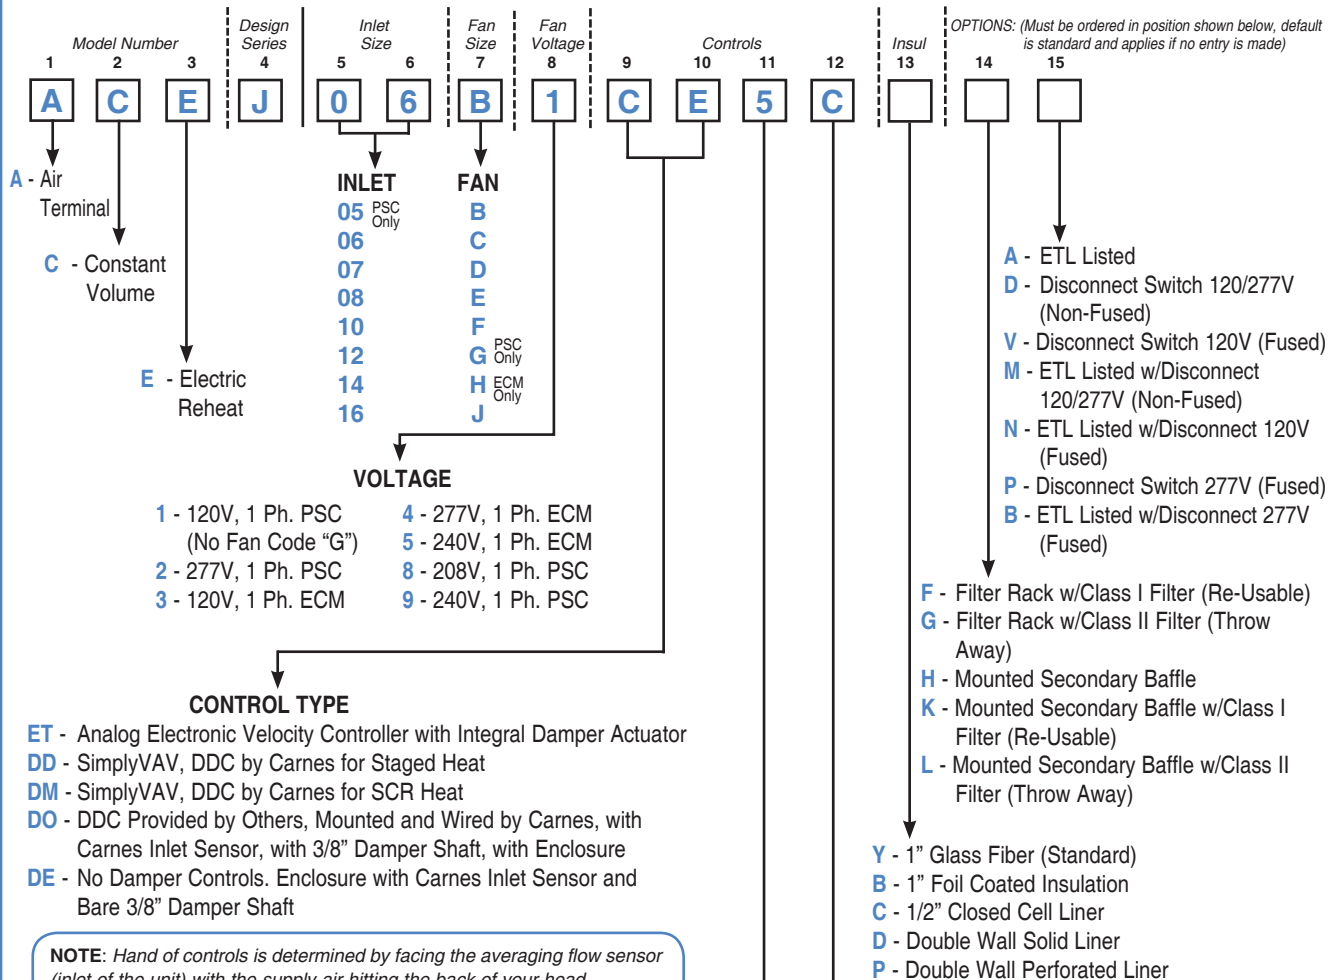 Model Number
Design Series
Inlet Size
Fan Size
Fan Voltage
Controls
Insul
OPTIONS: (Must be ordered in position shown below, default is standard and applies if no entry is made)
1 2 3 4 5 6 7 8 9 10 11 12 13 14 15
A C E J 0 6 B 1 C E 5 C
A - Air
Terminal
C - Constant
Volume
E - Electric
Reheat
INLET
05 PSC Only
06
07
08
10
12
14
16
FAN
B
C
D
E
F
G PSC Only
H ECM Only
J
VOLTAGE
1 - 120V, 1 Ph. PSC
(No Fan Code “G”)
2 - 277V, 1 Ph. PSC
3 - 120V, 1 Ph. ECM
4 - 277V, 1 Ph. ECM
5 - 240V, 1 Ph. ECM
8 - 208V, 1 Ph. PSC
9 - 240V, 1 Ph. PSC
CONTROL TYPE
ET - Analog Electronic Velocity Controller with Integral Damper Actuator
DD - SimplyVAV, DDC by Carnes for Staged Heat
DM - SimplyVAV, DDC by Carnes for SCR Heat
DO - DDC Provided by Others, Mounted and Wired by Carnes, with
Carnes Inlet Sensor, with 3/8” Damper Shaft, with Enclosure
DE - No Damper Controls. Enclosure with Carnes Inlet Sensor and
Bare 3/8” Damper Shaft
NOTE: Hand of controls is determined by facing the averaging flow sensor
(inlet of the unit) with the supply air hitting the back of your head
A - ETL Listed
D - Disconnect Switch 120/277V
(Non-Fused)
V - Disconnect Switch 120V (Fused)
M - ETL Listed w/Disconnect
120/277V (Non-Fused)
N - ETL Listed w/Disconnect 120V
(Fused)
P - Disconnect Switch 277V (Fused)
B - ETL Listed w/Disconnect 277V
(Fused)
F - Filter Rack w/Class I Filter (Re-Usable)
G - Filter Rack w/Class II Filter (Throw
Away)
H - Mounted Secondary Baffle
K - Mounted Secondary Baffle w/Class I
Filter (Re-Usable)
L - Mounted Secondary Baffle w/Class II
Filter (Throw Away)
Y - 1” Glass Fiber (Standard)
B - 1” Foil Coated Insulation
C - 1/2” Closed Cell Liner
D - Double Wall Solid Liner
P - Double Wall Perforated Liner